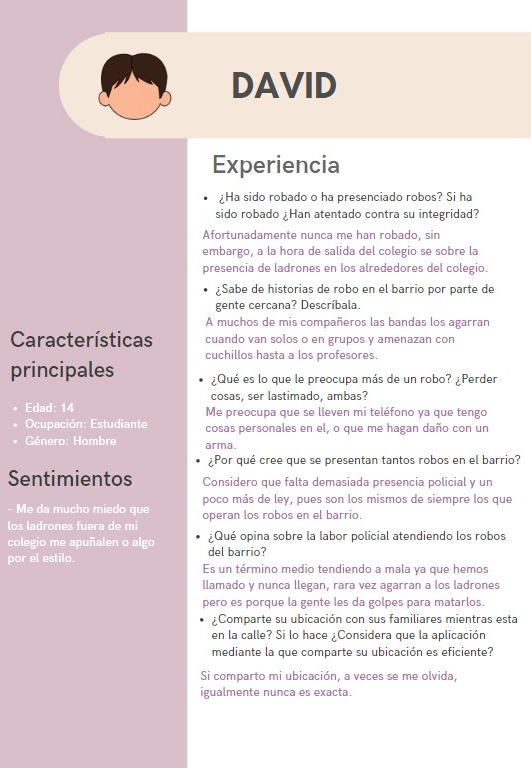 DAVID
Experiencia
• ¿Ha sido robado o ha presenciado robos? Si ha
sido robado ¿Han atentado contra su integridad?
Afortunadamente nunca me han robado, sin
embargo, a la hora de salida del colegio se sobre la
presencia de ladrones en los alrededores del colegio.
• ¿Sabe de historias de robo en el barrio por parte de
gente cercana? Descríbala.
A muchos de mis compañeros las bandas los agarran
cuando van solos o en grupos y amenazan con
cuchillos hasta a los profesores.
• ¿Qué es lo que le preocupa más de un robo? ¿Perder
cosas, ser lastimado, ambas?
Me preocupa que se lleven mi teléfono ya que tengo
cosas personales en el, o que me hagan daño con un
arma.
• ¿Por qué cree que se presentan tantos robos en el barrio?
Considero que falta demasiada presencia policial y un
poco más de ley, pues son los mismos de siempre los que
operan los robos en el barrio.
• ¿Qué opina sobre la labor policial atendiendo los robos
del barrio?
Es un término medio tendiendo a mala ya que hemos
llamado y nunca llegan, rara vez agarran a los ladrones
pero es porque la gente les da golpes para matarlos.
• ¿Comparte su ubicación con sus familiares mientras esta
en la calle? Si lo hace ¿Considera que la aplicación
mediante la que comparte su ubicación es eficiente?
Si comparto mi ubicación, a veces se me olvida,
igualmente nunca es exacta.
Características
principales
• Edad: 14
• Ocupación: Estudiante
• Género: Hombre
Sentimientos
- Me da mucho miedo que
los ladrones fuera de mi
colegio me apuñalen o algo
por el estilo.